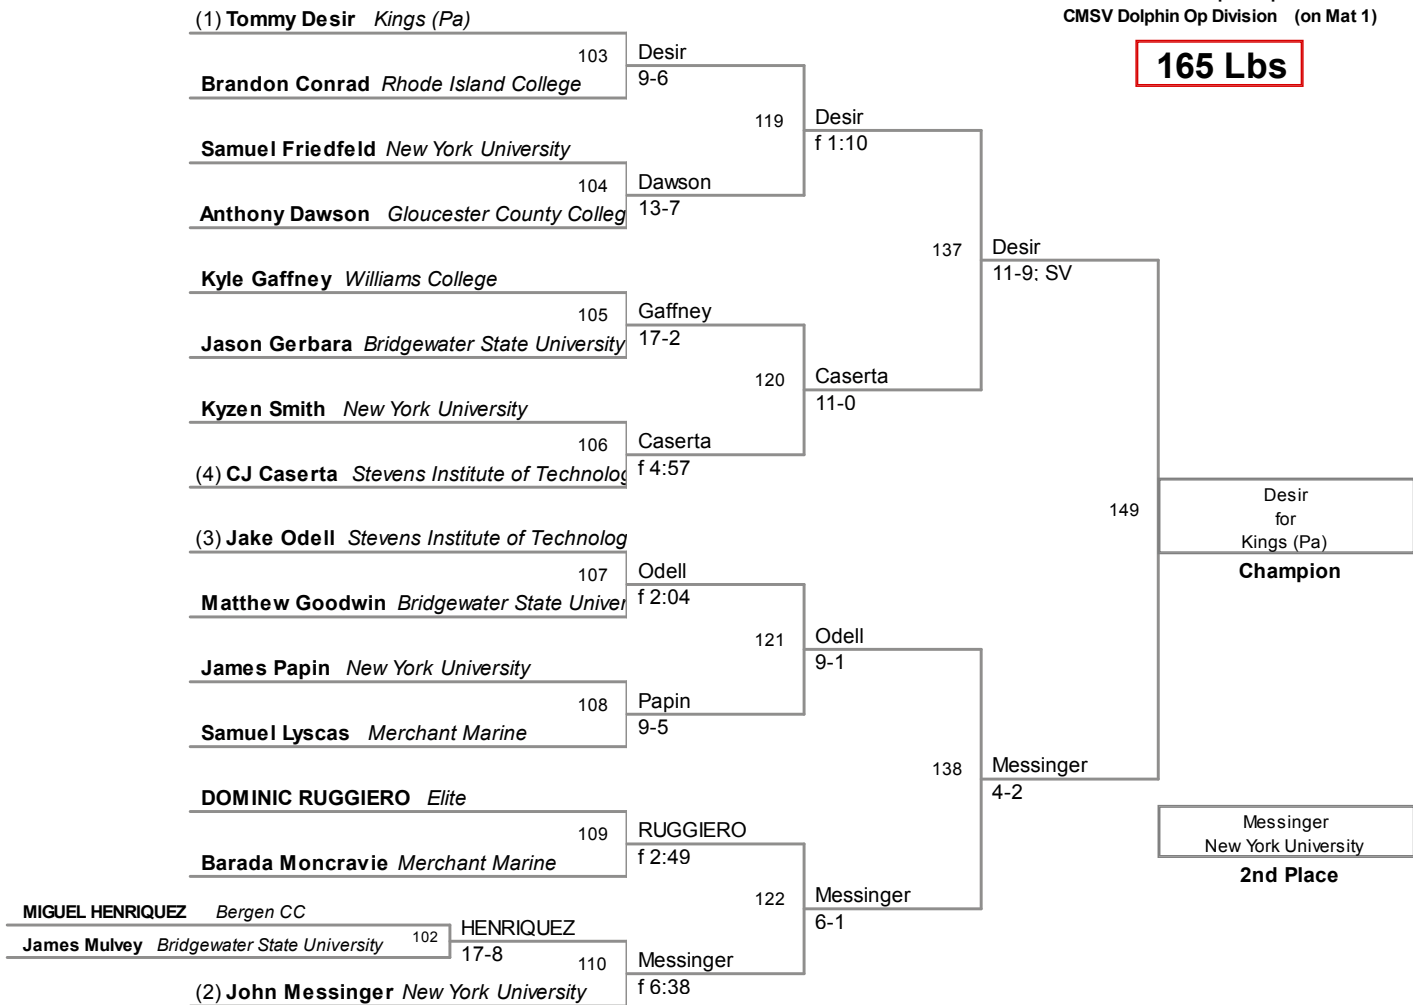 CMSV Dolphin Op Division (on Mat 1)
165 Lbs
(1) Tommy Desir Kings (Pa)
103
Desir
9-6
Brandon Conrad Rhode Island College
119
Desir
f 1:10
Samuel Friedfeld New York University
104
Dawson
13-7
Anthony Dawson Gloucester County Colleg
137
Desir
11-9; SV
Kyle Gaffney Williams College
105
Gaffney
17-2
Jason Gerbara Bridgewater State University
120
Caserta
11-0
Kyzen Smith New York University
106
Caserta
f 4:57
(4) CJ Caserta Stevens Institute of Technolog
149
Desir
for
Kings (Pa)
Champion
(3) Jake Odell Stevens Institute of Technolog
107
Odell
f 2:04
Matthew Goodwin Bridgewater State Univer
121
Odell
9-1
James Papin New York University
108
Papin
9-5
Samuel Lyscas Merchant Marine
138
Messinger
4-2
DOMINIC RUGGIERO Elite
109
RUGGIERO
f 2:49
Barada Moncravie Merchant Marine
Messinger
New York University
2nd Place
122
Messinger
6-1
MIGUEL HENRIQUEZ Bergen CC
102
HENRIQUEZ
17-8
James Mulvey Bridgewater State University
110
Messinger
f 6:38
(2) John Messinger New York University